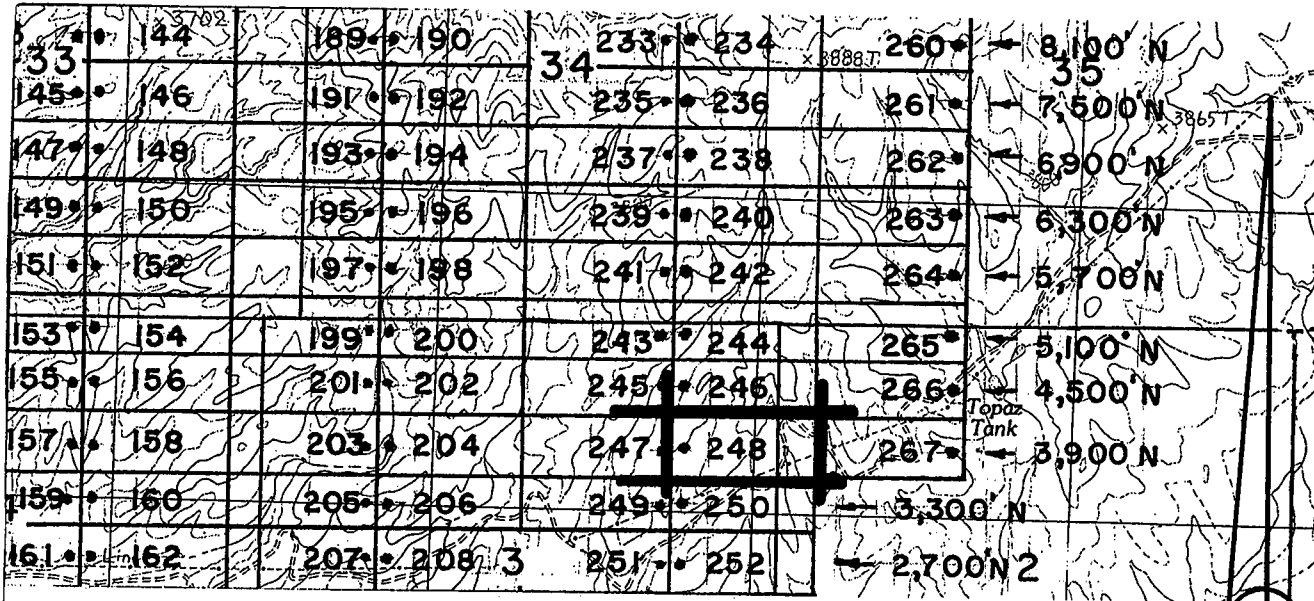 × 3702
144 189 190 233 234 260 8,100' N
33 34 × 3888T 35
145 146 191 192 235 236 261 7,500' N
× 3865T
147 148 193 194 237 238 262 6,900' N
149 150 195 196 239 240 263 6,300' N
151 152 197 198 241 242 264 5,700' N
153 154 199 200 243 244 265 5,100' N
155 156 201 202 245 246 266 4,500' N
Topaz
Tank
157 158 203 204 247 248 267 3,900' N
159 160 205 206 249 250 3,300' N
161 162 207 208 3 251 252 2,700' N 2